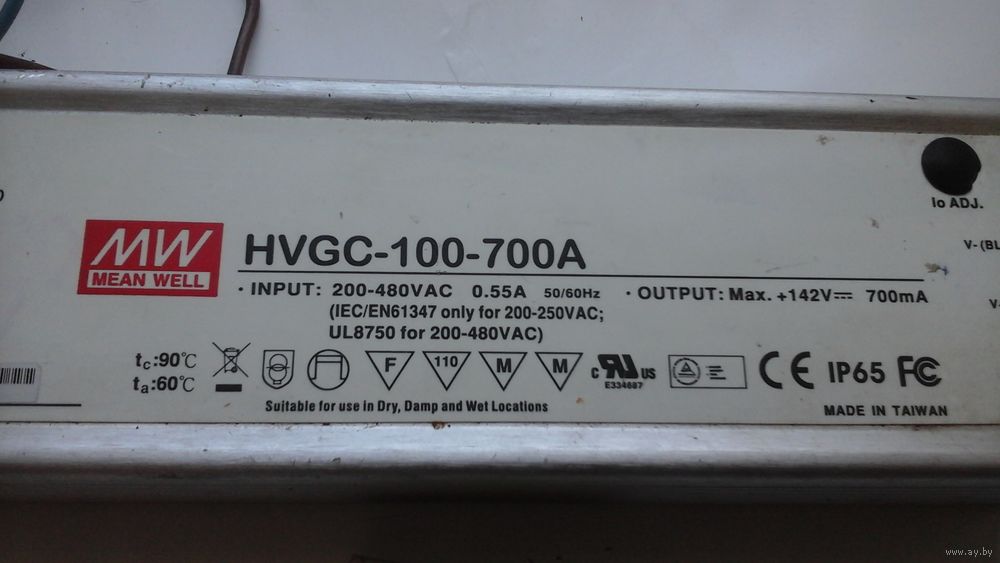 Io ADJ.
V- (BL
V-
MW
MEAN WELL
HVGC-100-700A
· INPUT: 200-480VAC 0.55A 50/60Hz
(IEC/EN61347 only for 200-250VAC;
UL8750 for 200-480VAC)
· OUTPUT: Max. +142V⎓ 700mA
tc:90℃
ta:60℃
F
110
M
M
c RU US
E334687
CE
IP65
FC
Suitable for use in Dry, Damp and Wet Locations
MADE IN TAIWAN
www.ay.by